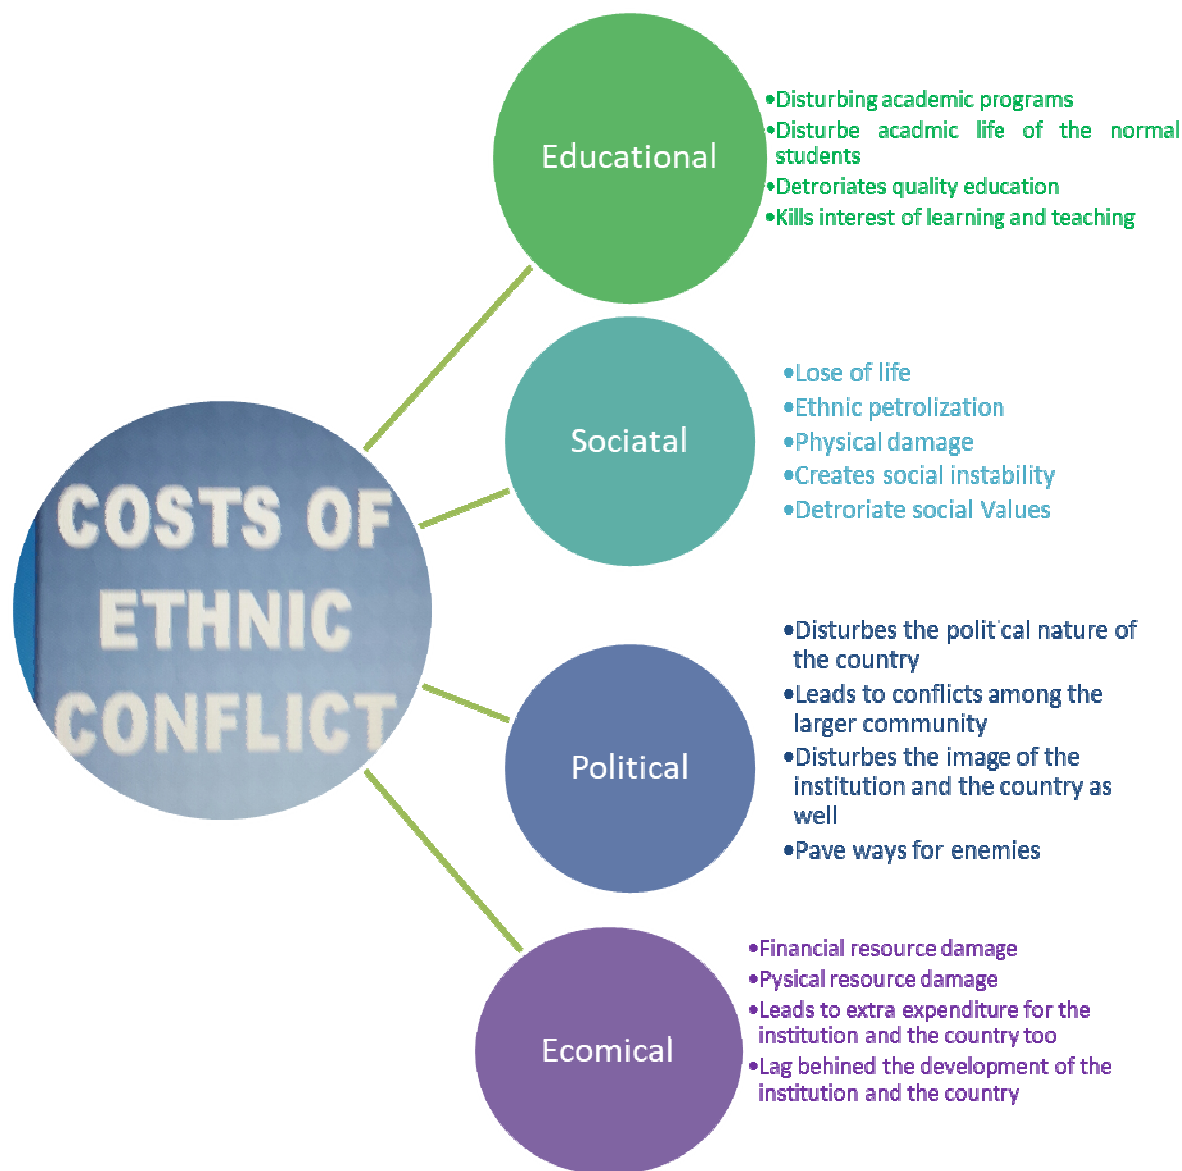 COSTS OF
ETHNIC
CONFLICT
Educational
•Disturbing academic programs
•Disturbe acadmic life of the normal
students
•Detroriates quality education
•Kills interest of learning and teaching
Sociatal
•Lose of life
•Ethnic petrolization
•Physical damage
•Creates social instability
•Detroriate social Values
Political
•Disturbes the political nature of
the country
•Leads to conflicts among the
larger community
•Disturbes the image of the
institution and the country as
well
•Pave ways for enemies
Ecomical
•Financial resource damage
•Pysical resource damage
•Leads to extra expenditure for the
institution and the country too
•Lag behined the development of the
institution and the country